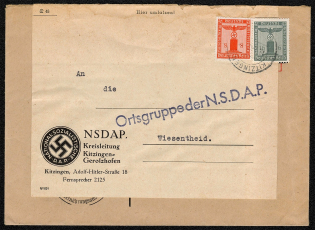 An
die
Ortsgruppe der N.S.D.A.P.
Wiesentheid.
NSDAP.
Kreisleitung
Kitzingen-
Gerolzhofen
Kitzingen, Adolf-Hitler-Straße 18
Fernsprecher 2125